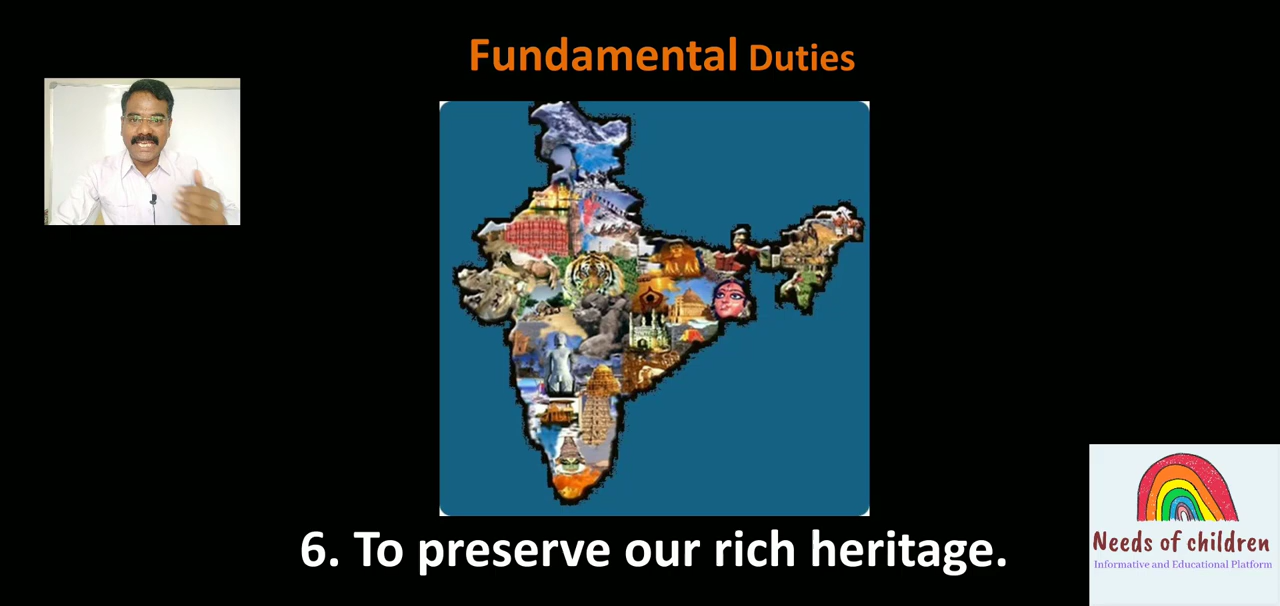 Fundamental Duties
6. To preserve our rich heritage.
Needs of children
Informative and Educational Platform